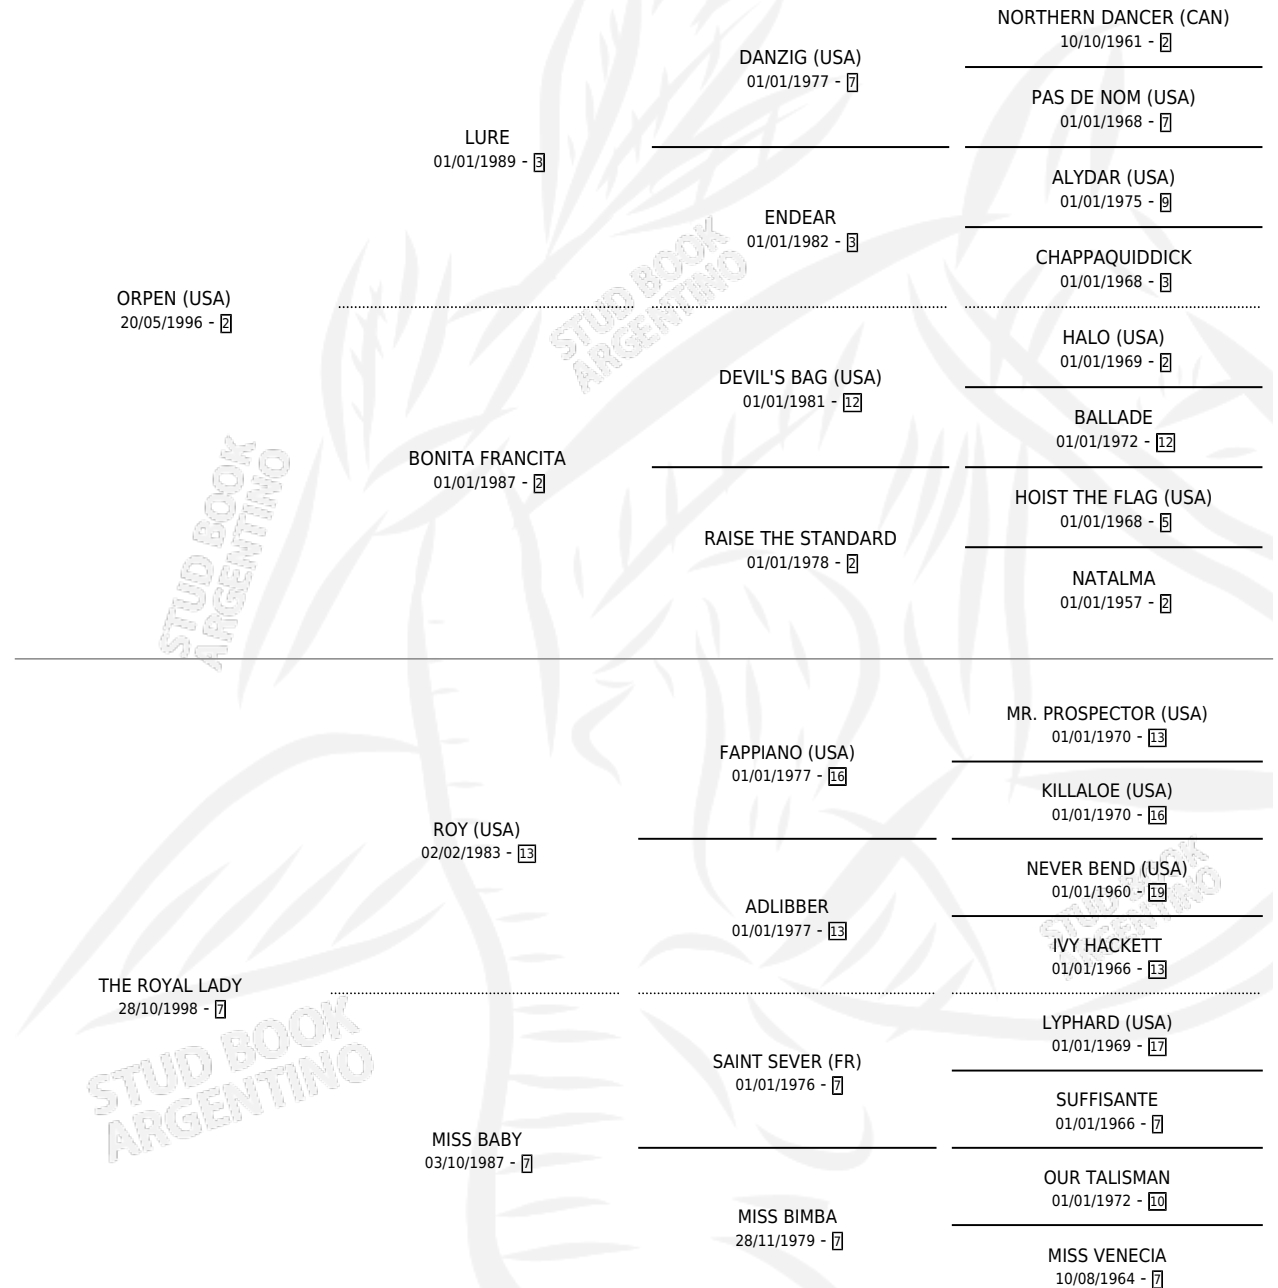 NORTHERN DANCER (CAN)
10/10/1961 - 2
DANZIG (USA)
01/01/1977 - 7
PAS DE NOM (USA)
01/01/1968 - 7
LURE
01/01/1989 - 3
ALYDAR (USA)
01/01/1975 - 9
ENDEAR
01/01/1982 - 3
CHAPPAQUIDDICK
01/01/1968 - 3
ORPEN (USA)
20/05/1996 - 2
HALO (USA)
01/01/1969 - 2
DEVIL'S BAG (USA)
01/01/1981 - 12
BALLADE
01/01/1972 - 12
BONITA FRANCITA
01/01/1987 - 2
HOIST THE FLAG (USA)
01/01/1968 - 5
RAISE THE STANDARD
01/01/1978 - 2
NATALMA
01/01/1957 - 2
STUD BOOK
ARGENTINO
STUD BOOK
ARGENTINO
MR. PROSPECTOR (USA)
01/01/1970 - 13
FAPPIANO (USA)
01/01/1977 - 16
KILLALOE (USA)
01/01/1970 - 16
ROY (USA)
02/02/1983 - 13
NEVER BEND (USA)
01/01/1960 - 19
ADLIBBER
01/01/1977 - 13
IVY HACKETT
01/01/1966 - 13
THE ROYAL LADY
28/10/1998 - 7
LYPHARD (USA)
01/01/1969 - 17
SAINT SEVER (FR)
01/01/1976 - 7
SUFFISANTE
01/01/1966 - 7
MISS BABY
03/10/1987 - 7
OUR TALISMAN
01/01/1972 - 10
MISS BIMBA
28/11/1979 - 7
MISS VENECIA
10/08/1964 - 7
STUD BOOK
ARGENTINO
STUD BOOK
ARGENTINO